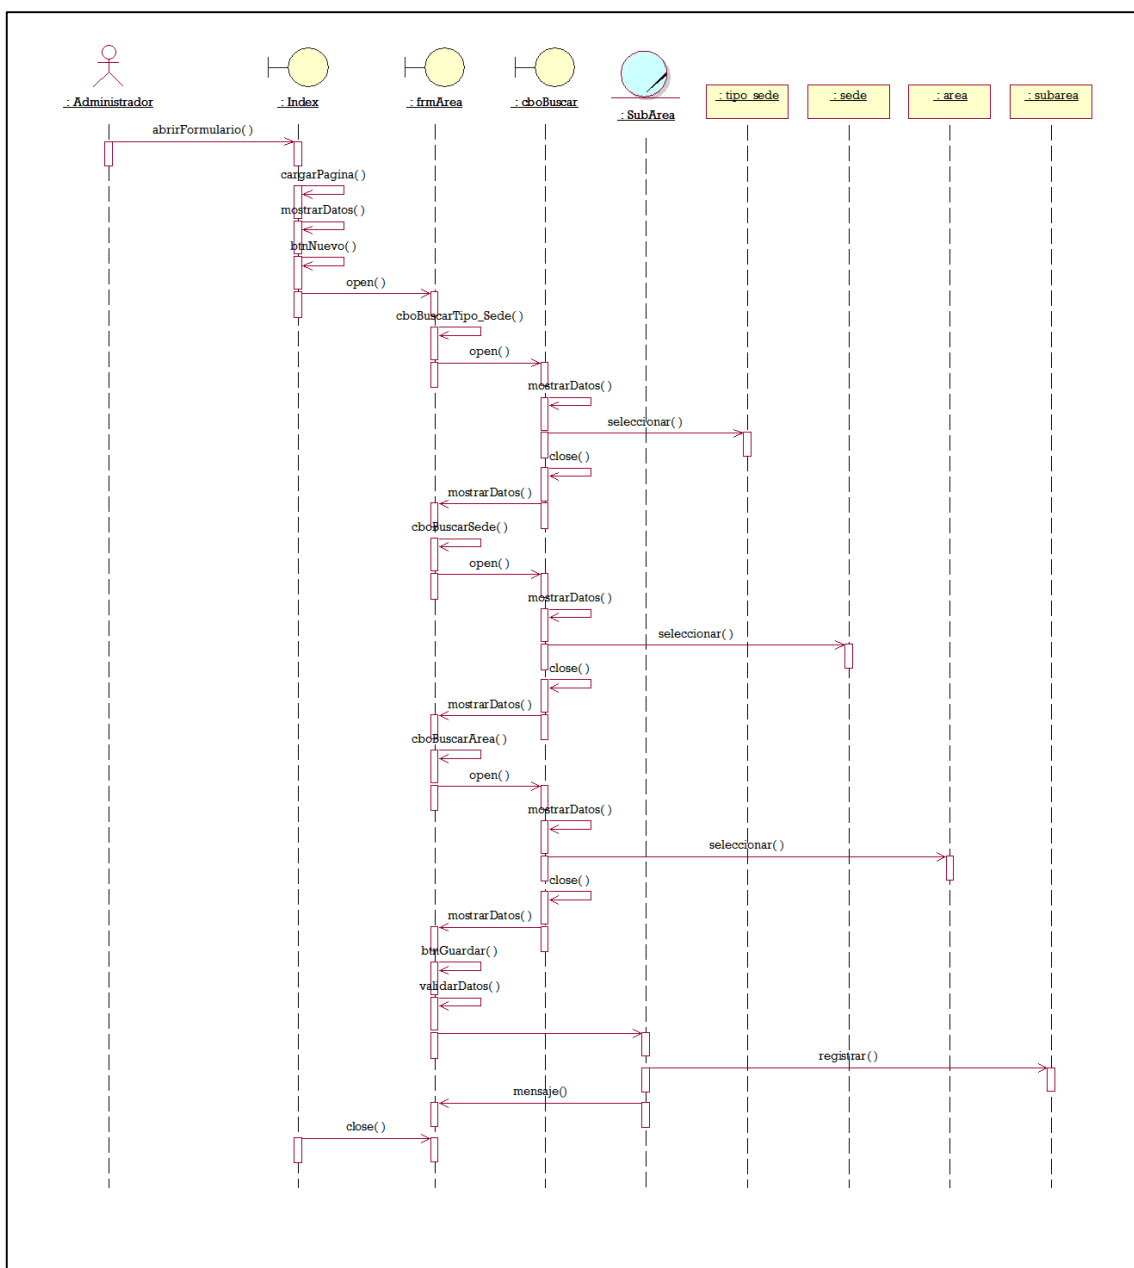 : Administrador
: Index
: frmArea
: cboBuscar
: SubArea
: tipo_sede
: sede
: area
: subarea
abrirFormulario( )
cargarPagina( )
mostrarDatos( )
btnNuevo( )
open( )
cboBuscarTipo_Sede( )
open( )
mostrarDatos( )
seleccionar( )
close( )
mostrarDatos( )
cboBuscarSede( )
open( )
mostrarDatos( )
seleccionar( )
close( )
mostrarDatos( )
cboBuscarArea( )
open( )
mostrarDatos( )
seleccionar( )
close( )
mostrarDatos( )
btnGuardar( )
validarDatos( )
registrar( )
mensaje()
close( )